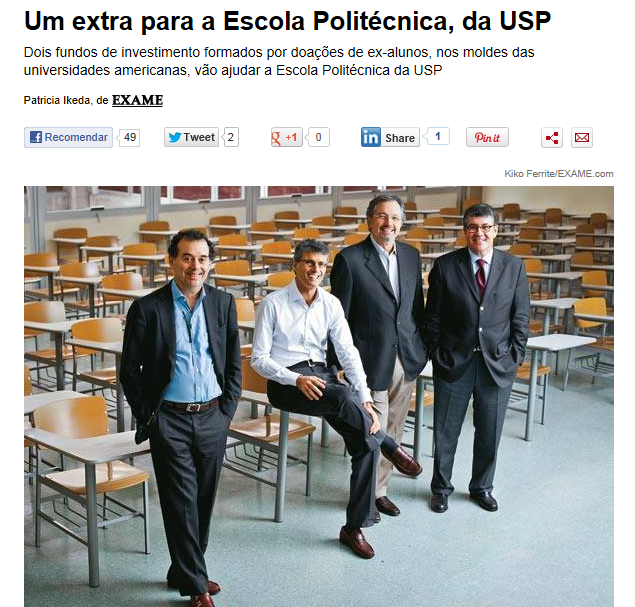 Um extra para a Escola Politécnica, da USP
Dois fundos de investimento formados por doações de ex-alunos, nos moldes das
universidades americanas, vão ajudar a Escola Politécnica da USP
Patricia Ikeda, de EXAME
Recomendar 49 Tweet 2 +1 0 Share 1 Pin it
Kiko Ferrite/EXAME.com